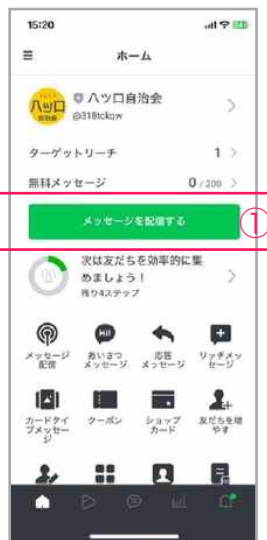 15:20
ホーム
八ツ口自治会
@318tckqw
ターゲットリーチ 1
無料メッセージ 0 / 200
メッセージを配信する
①
次は友だちを効率的に集
めましょう！
残り4ステップ
メッセージ
配信
Hi!
あいさつ
メッセージ
応答
メッセージ
リッチメッ
セージ
カードタイ
プメッセー
ジ
クーポン
ショップ
カード
友だちを増
やす